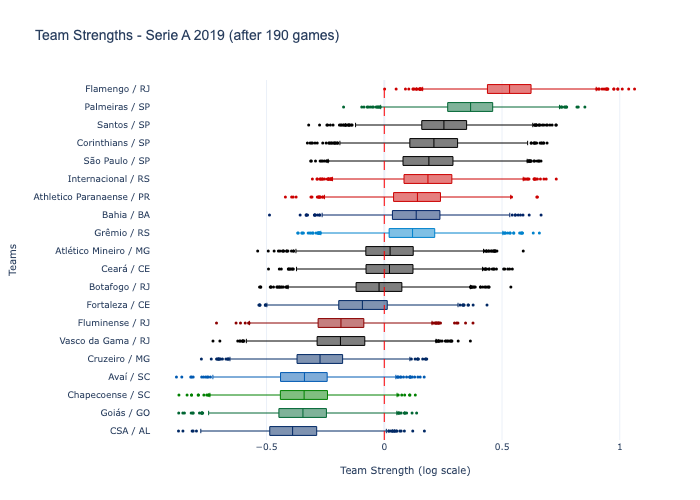 Team Strengths - Serie A 2019 (after 190 games)
Flamengo / RJ
Palmeiras / SP
Santos / SP
Corinthians / SP
São Paulo / SP
Internacional / RS
Athletico Paranaense / PR
Bahia / BA
Grêmio / RS
Atlético Mineiro / MG
Ceará / CE
Botafogo / RJ
Fortaleza / CE
Fluminense / RJ
Vasco da Gama / RJ
Cruzeiro / MG
Avaí / SC
Chapecoense / SC
Goiás / GO
CSA / AL
Teams
−0.5 0 0.5 1
Team Strength (log scale)